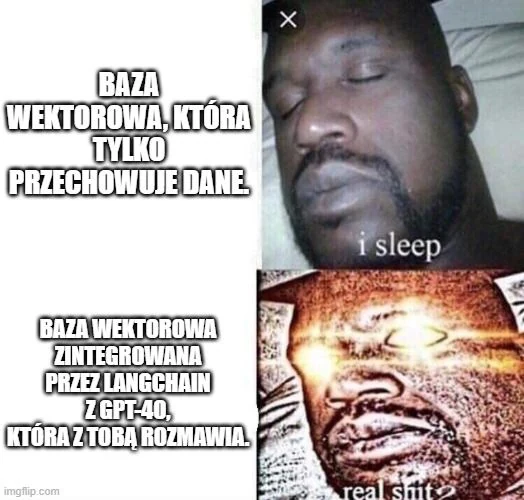 BAZA
WEKTOROWA, KTÓRA
TYLKO
PRZECHOWUJE DANE.
i sleep
BAZA WEKTOROWA
ZINTEGROWANA
PRZEZ LANGCHAIN
Z GPT-4O,
KTÓRA Z TOBĄ ROZMAWIA.
real shit?
imgflip.com